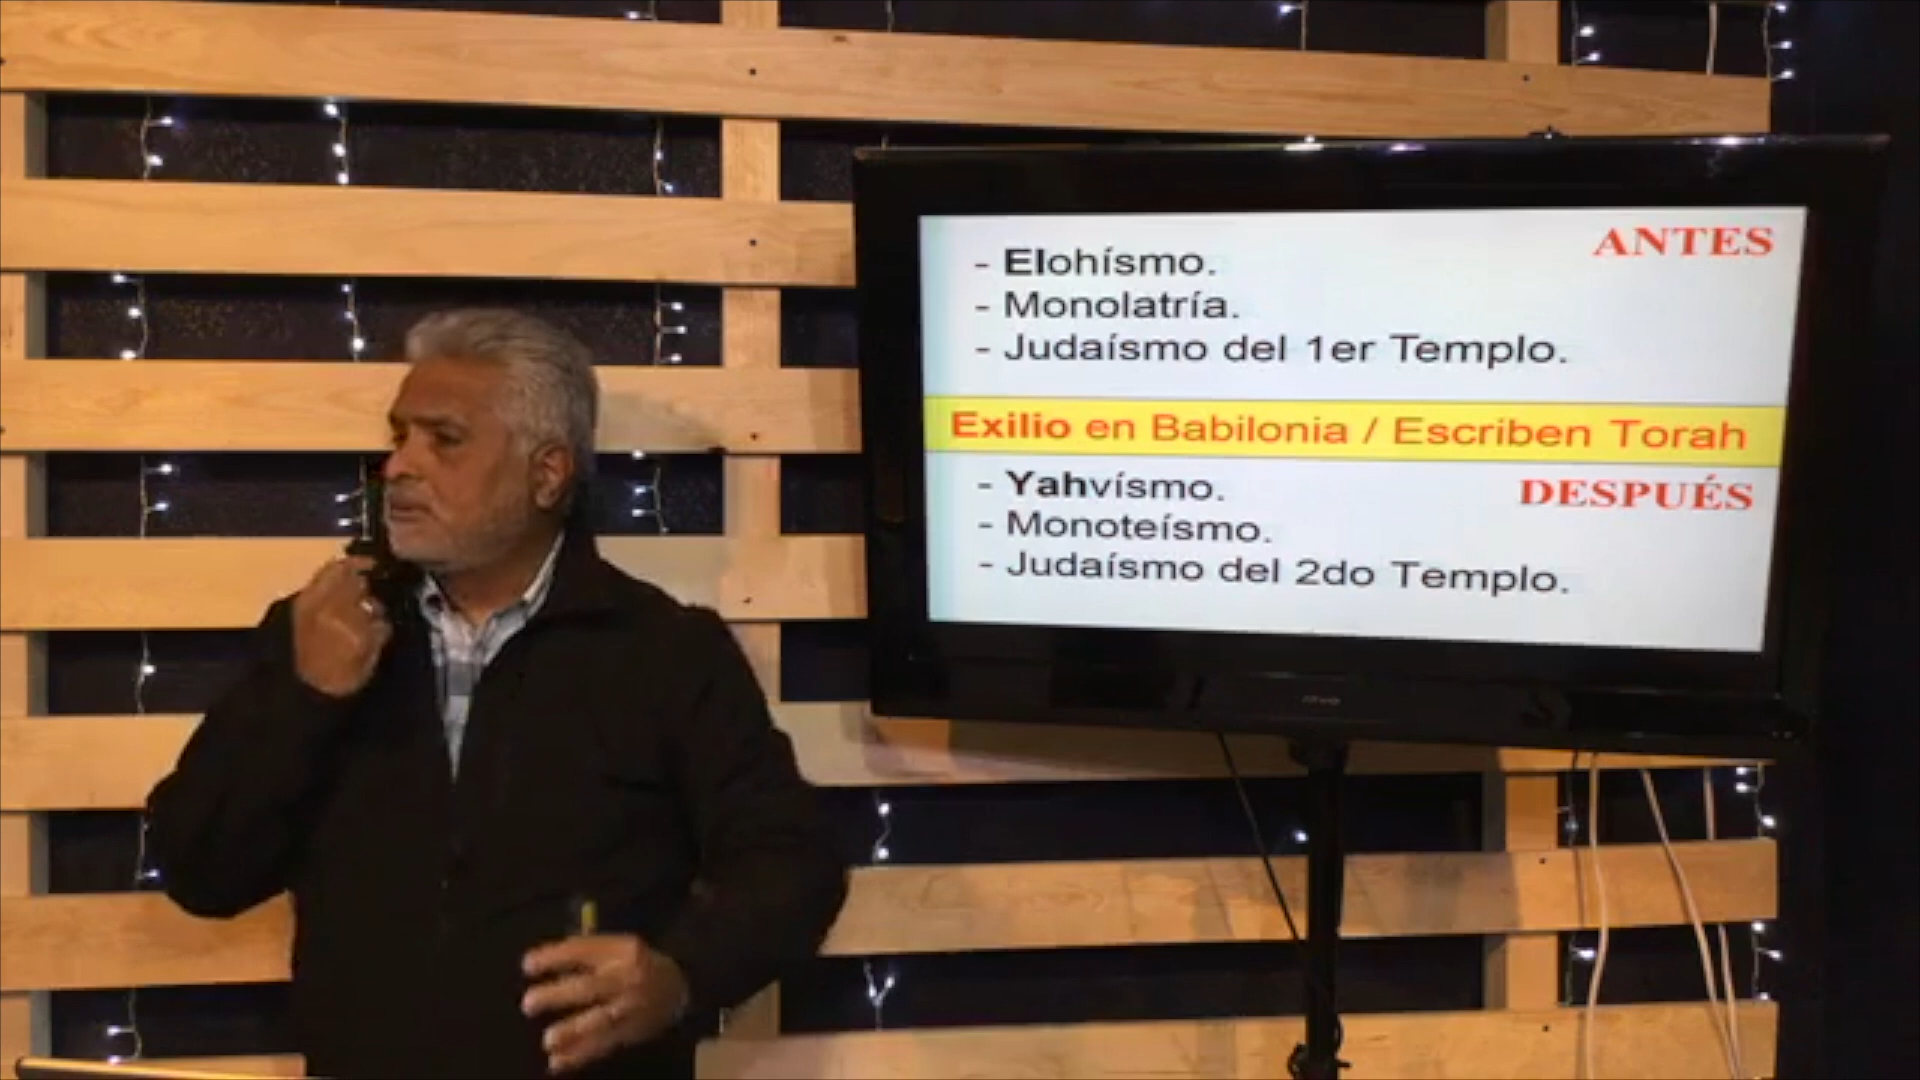 ANTES
- Elohísmo.
- Monolatría.
- Judaísmo del 1er Templo.
Exilio en Babilonia / Escriben Torah
- Yahvísmo.
DESPUÉS
- Monoteísmo.
- Judaísmo del 2do Templo.